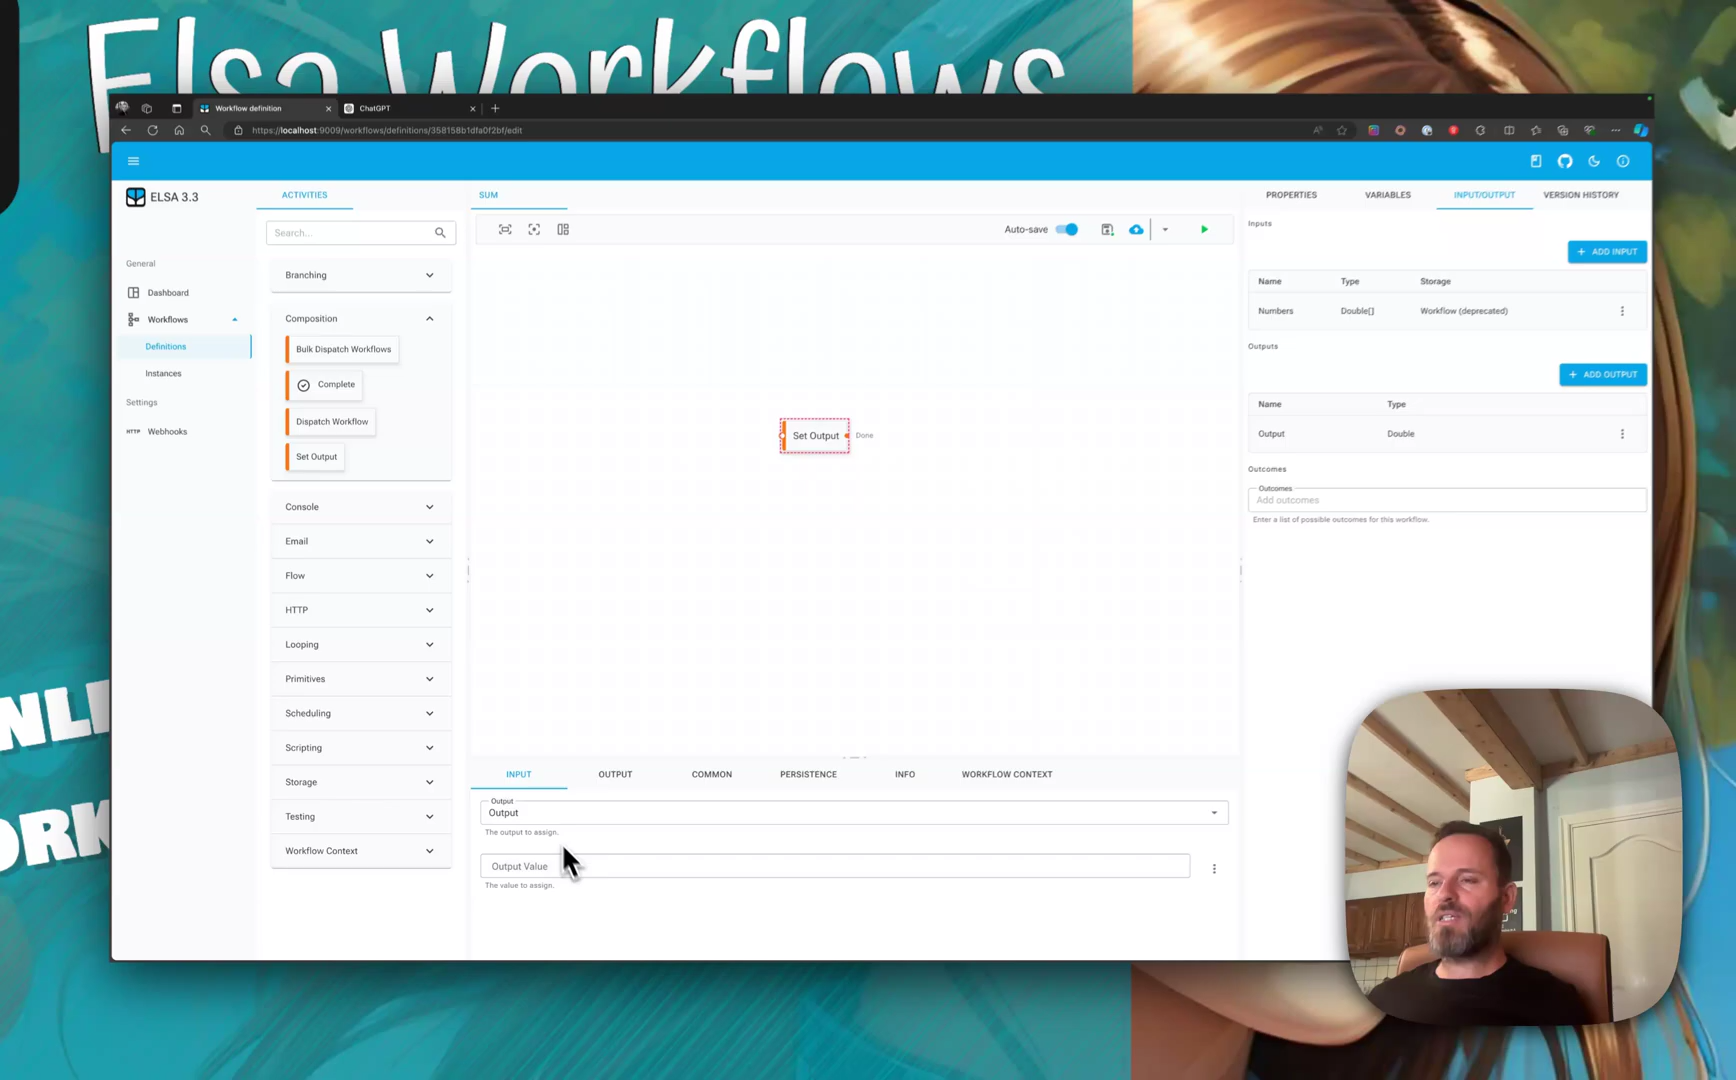 Elsa Workflows
Workflow definition
ChatGPT
https://localhost:9009/workflows/definitions/358158b1dfa0f2bf/edit
ELSA 3.3
ACTIVITIES
SUM
PROPERTIES
VARIABLES
INPUT/OUTPUT
VERSION HISTORY
Search...
Auto-save
General
Dashboard
Workflows
Definitions
Instances
Settings
HTTP Webhooks
Branching
Composition
Bulk Dispatch Workflows
Complete
Dispatch Workflow
Set Output
Console
Email
Flow
HTTP
Looping
Primitives
Scheduling
Scripting
Storage
Testing
Workflow Context
Set Output Done
INPUT
OUTPUT
COMMON
PERSISTENCE
INFO
WORKFLOW CONTEXT
Output
Output
The output to assign.
Output Value
The value to assign.
Inputs
+ ADD INPUT
Name Type Storage
Numbers Double[] Workflow (deprecated)
Outputs
+ ADD OUTPUT
Name Type
Output Double
Outcomes
Outcomes
Add outcomes
Enter a list of possible outcomes for this workflow.